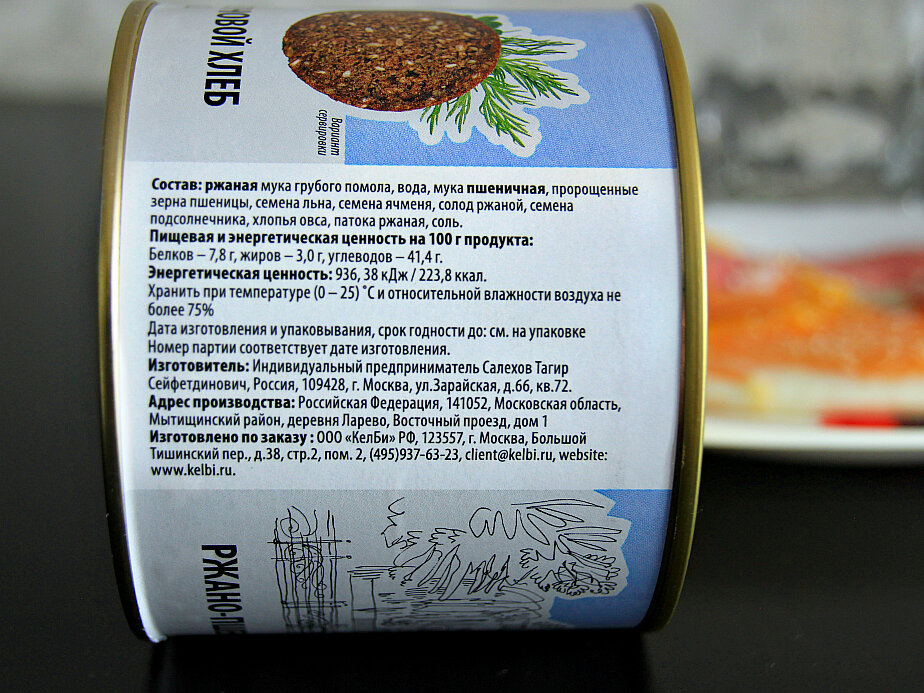 НОВОЙ ХЛЕБ
Вариант
сервировки
Состав: ржаная мука грубого помола, вода, мука пшеничная, пророщенные
зерна пшеницы, семена льна, семена ячменя, солод ржаной, семена
подсолнечника, хлопья овса, патока ржаная, соль.
Пищевая и энергетическая ценность на 100 г продукта:
Белков – 7,8 г, жиров – 3,0 г, углеводов – 41,4 г.
Энергетическая ценность: 936, 38 кДж / 223,8 ккал.
Хранить при температуре (0 – 25) ˚С и относительной влажности воздуха не
более 75%
Дата изготовления и упаковывания, срок годности до: см. на упаковке
Номер партии соответствует дате изготовления.
Изготовитель: Индивидуальный предприниматель Салехов Тагир
Сейфетдинович, Россия, 109428, г. Москва, ул.Зарайская, д.66, кв.72.
Адрес производства: Российская Федерация, 141052, Московская область,
Мытищинский район, деревня Ларево, Восточный проезд, дом 1
Изготовлено по заказу : ООО «КелБи» РФ, 123557, г. Москва, Большой
Тишинский пер., д.38, стр.2, пом. 2, (495)937-63-23, client@kelbi.ru, website:
www.kelbi.ru.
РЖАНО-